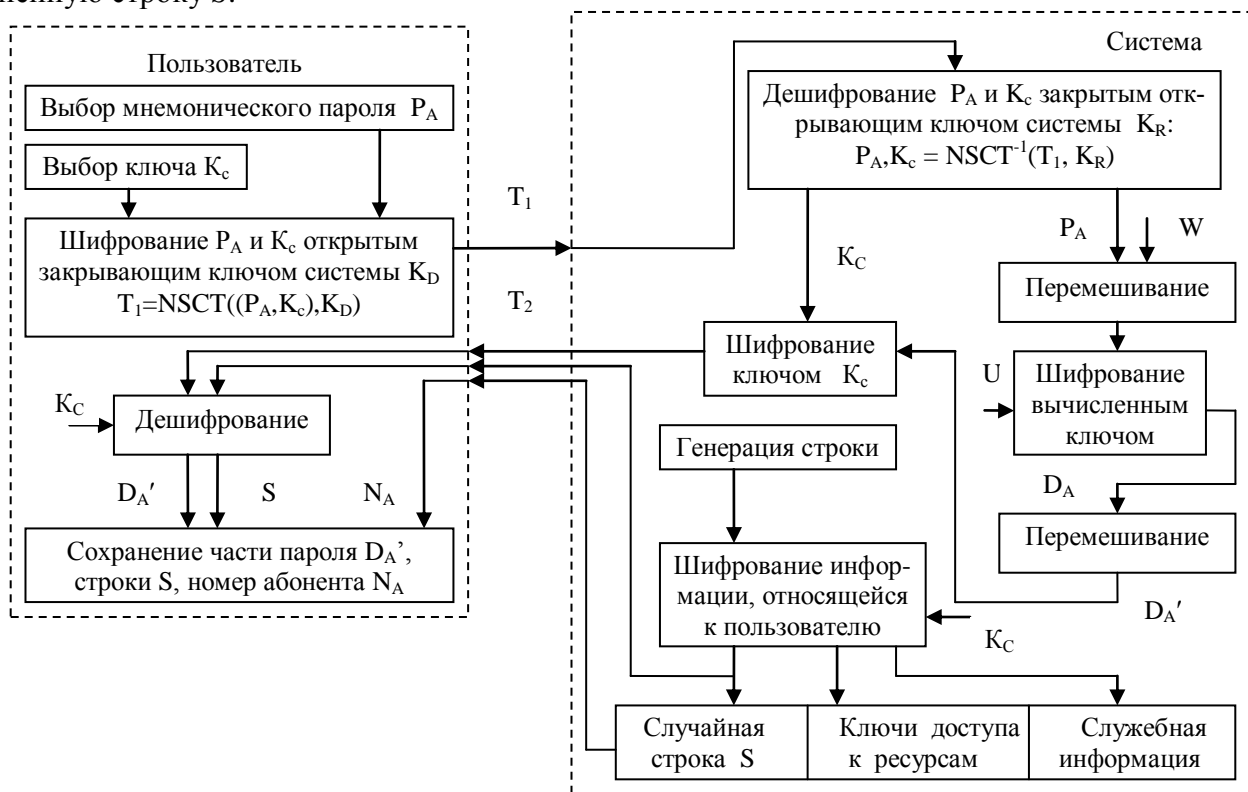 строку S.
Пользователь
Выбор мнемонического пароля P_A
Выбор ключа K_c
Шифрование P_A и K_c открытым
закрывающим ключом системы K_D
T_1=NSCT((P_A,K_c),K_D)
K_C
Дешифрование
D_A′
S
N_A
Сохранение части пароля D_A’,
строки S, номер абонента N_A
T_1
T_2
Система
Дешифрование P_A и K_c закрытым от-
крывающим ключом системы K_R:
P_A,K_c = NSCT^-1(T_1, K_R)
K_C
P_A
W
Перемешивание
Шифрование
ключом K_c
U
Шифрование
вычисленным
ключом
Генерация строки
D_A
Перемешивание
Шифрование инфор-
мации, относящейся
к пользователю
D_A′
K_C
Случайная
строка S
Ключи доступа
к ресурсам
Служебная
информация